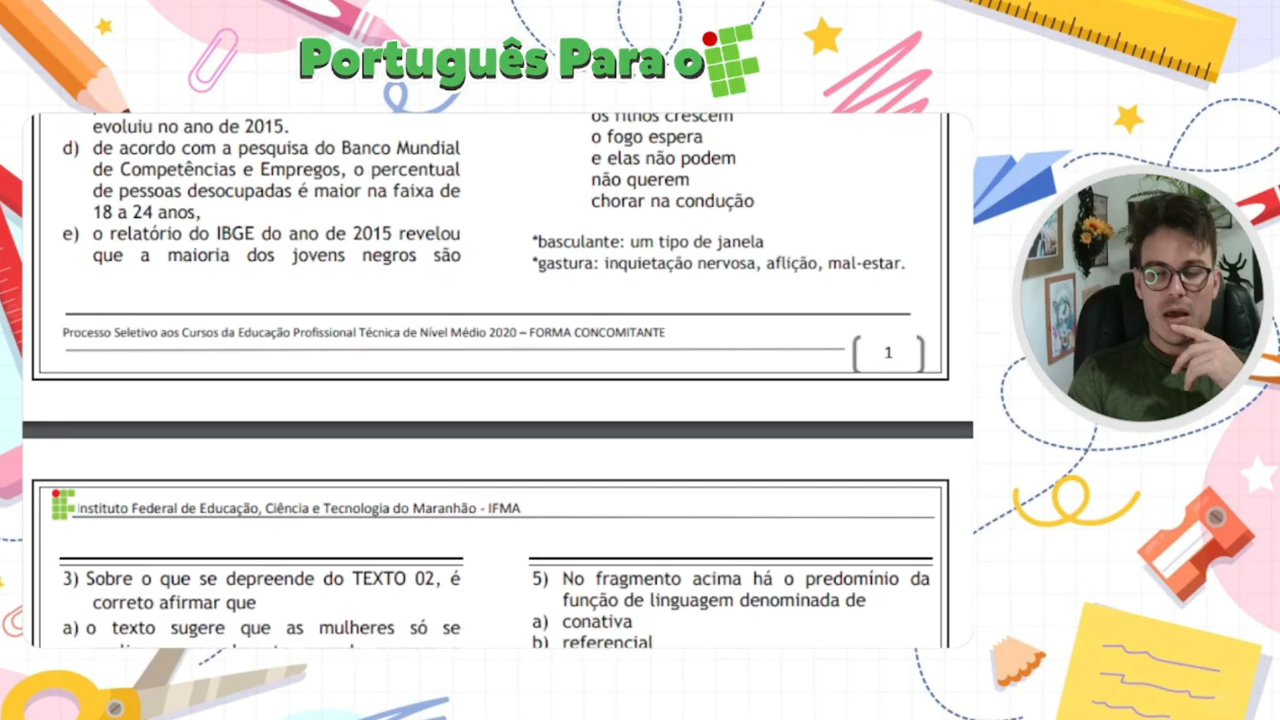 Português Para o
evoluiu no ano de 2015.
d) de acordo com a pesquisa do Banco Mundial
de Competências e Empregos, o percentual
de pessoas desocupadas é maior na faixa de
18 a 24 anos,
e) o relatório do IBGE do ano de 2015 revelou
que a maioria dos jovens negros são
os filhos crescem
o fogo espera
e elas não podem
não querem
chorar na condução
*basculante: um tipo de janela
*gastura: inquietação nervosa, aflição, mal-estar.
Processo Seletivo aos Cursos da Educação Profissional Técnica de Nível Médio 2020 – FORMA CONCOMITANTE
1
Instituto Federal de Educação, Ciência e Tecnologia do Maranhão - IFMA
3) Sobre o que se depreende do TEXTO 02, é
correto afirmar que
a) o texto sugere que as mulheres só se
5) No fragmento acima há o predomínio da
função de linguagem denominada de
a) conativa
b) referencial